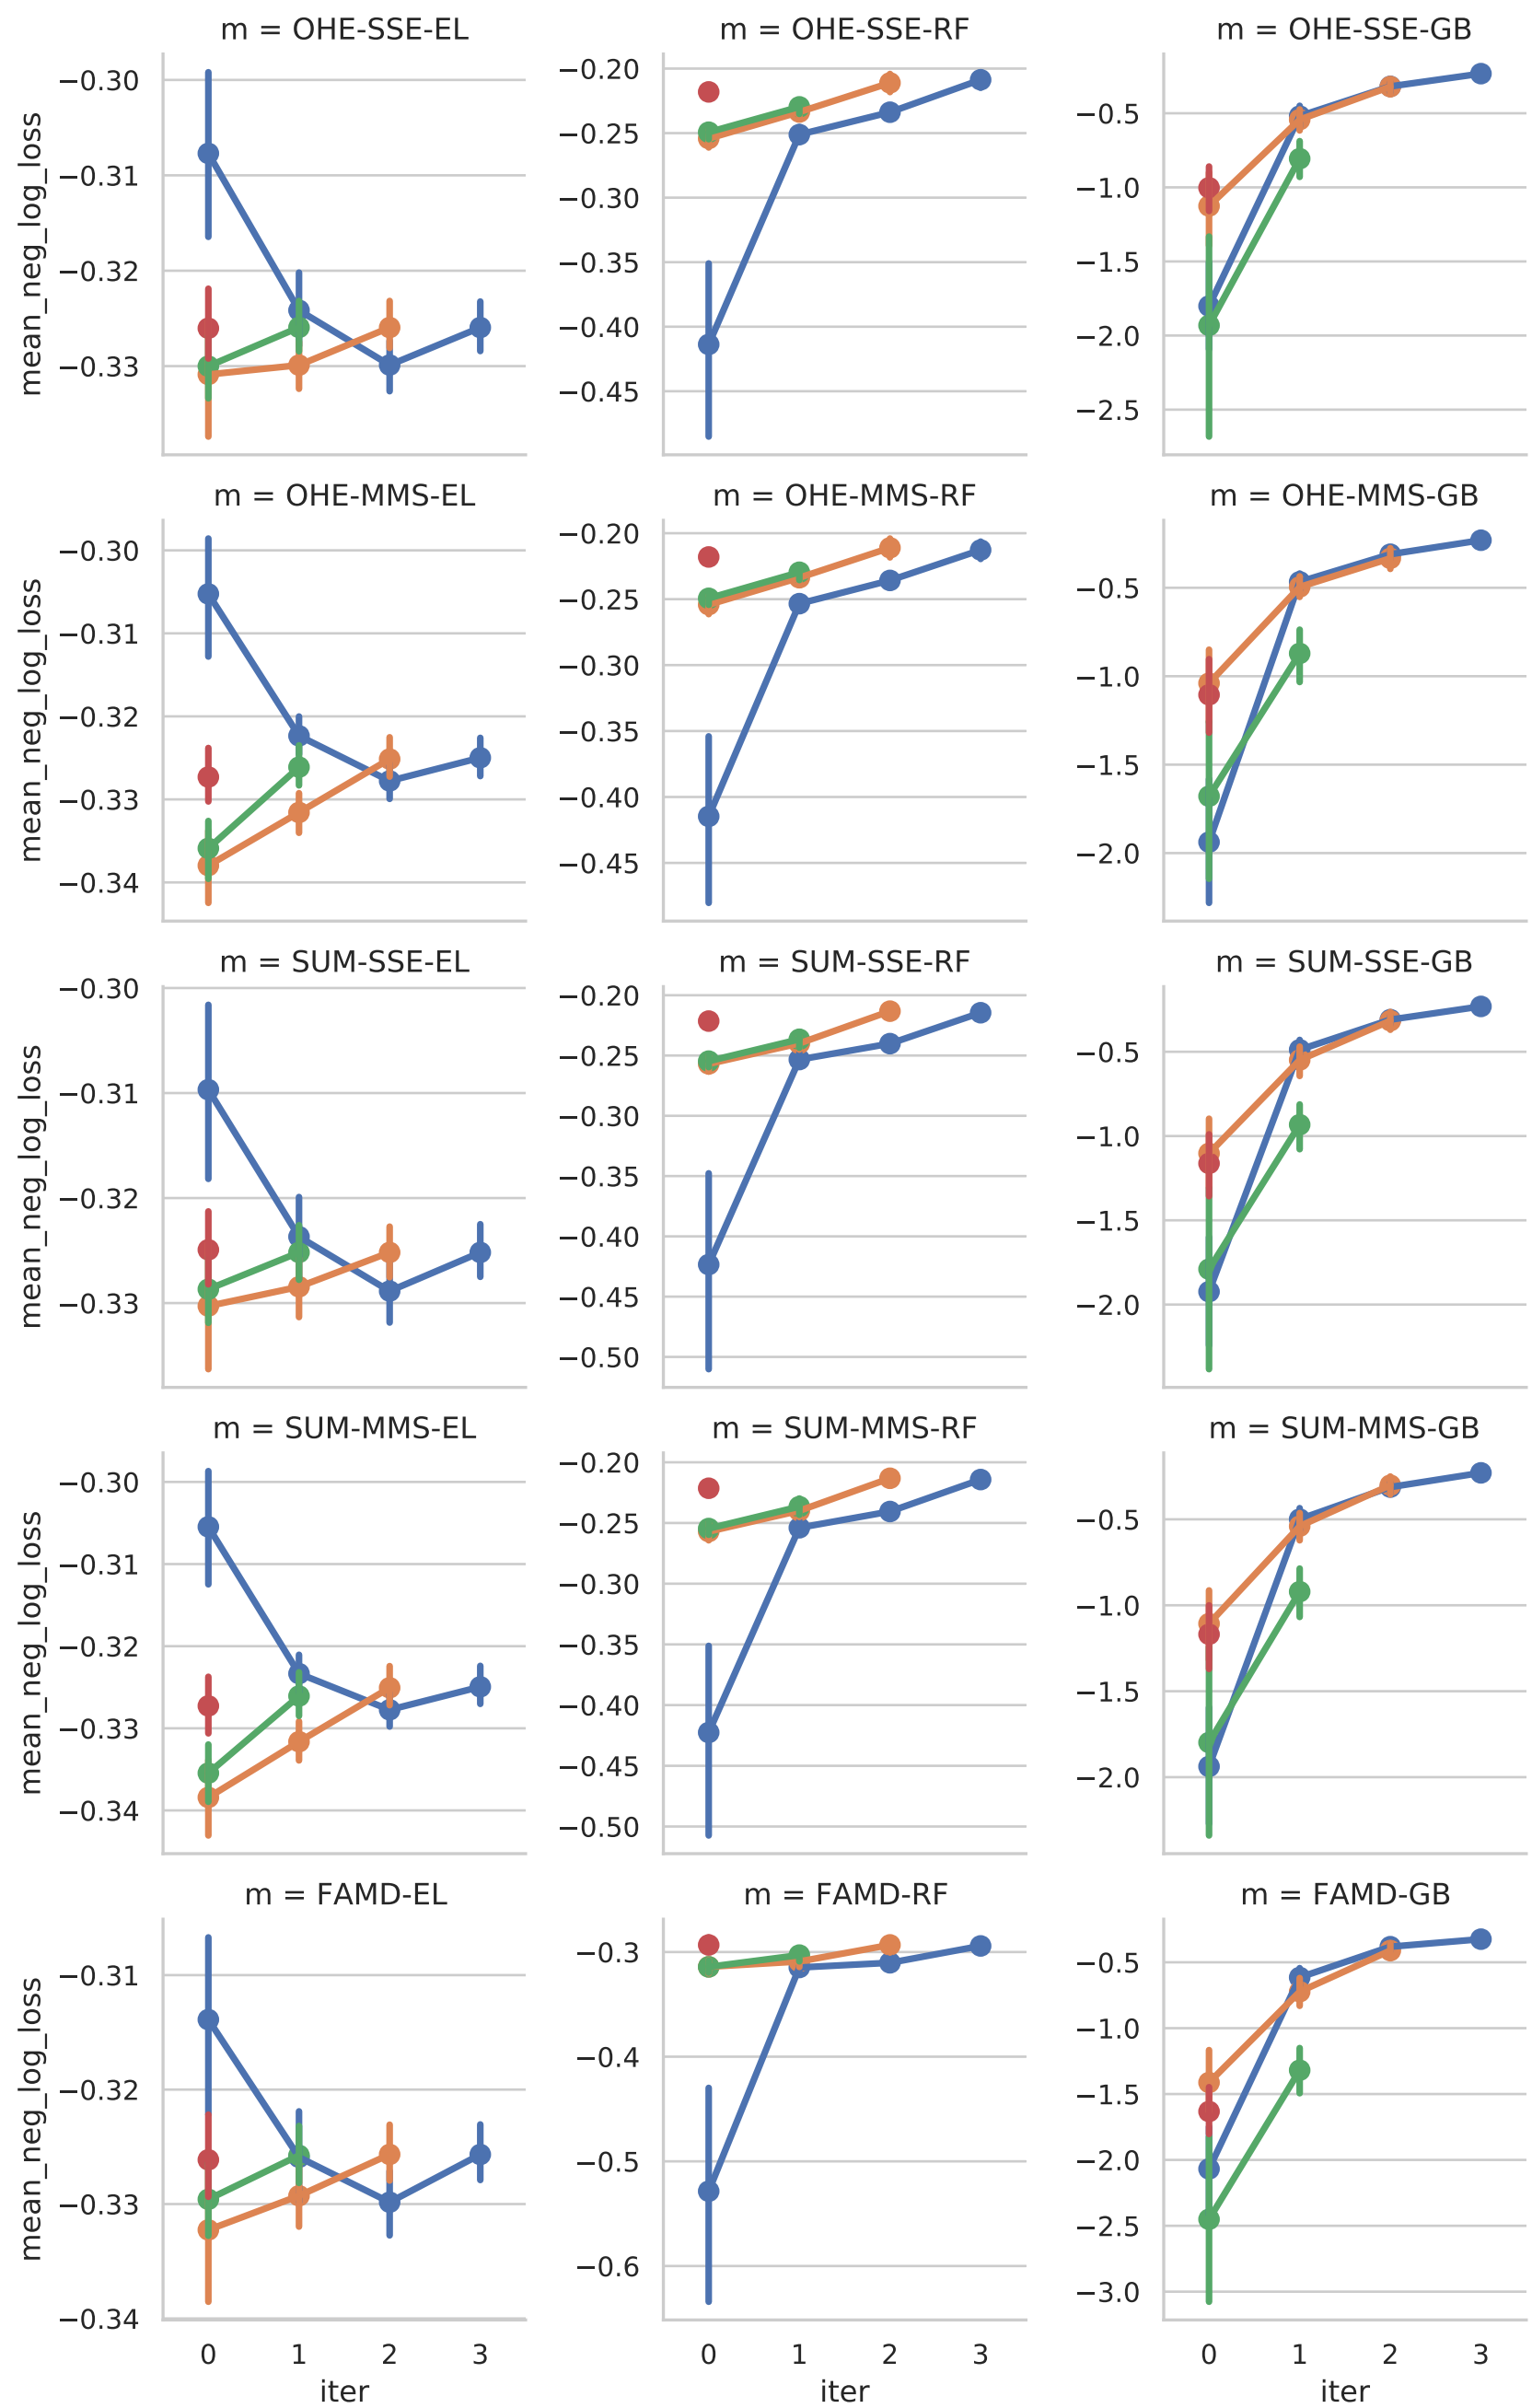 m = OHE-SSE-EL
m = OHE-SSE-RF
m = OHE-SSE-GB
mean_neg_log_loss
−0.30
−0.31
−0.32
−0.33
−0.20
−0.25
−0.30
−0.35
−0.40
−0.45
−0.5
−1.0
−1.5
−2.0
−2.5
m = OHE-MMS-EL
m = OHE-MMS-RF
m = OHE-MMS-GB
mean_neg_log_loss
−0.30
−0.31
−0.32
−0.33
−0.34
−0.20
−0.25
−0.30
−0.35
−0.40
−0.45
−0.5
−1.0
−1.5
−2.0
m = SUM-SSE-EL
m = SUM-SSE-RF
m = SUM-SSE-GB
mean_neg_log_loss
−0.30
−0.31
−0.32
−0.33
−0.20
−0.25
−0.30
−0.35
−0.40
−0.45
−0.50
−0.5
−1.0
−1.5
−2.0
m = SUM-MMS-EL
m = SUM-MMS-RF
m = SUM-MMS-GB
mean_neg_log_loss
−0.30
−0.31
−0.32
−0.33
−0.34
−0.20
−0.25
−0.30
−0.35
−0.40
−0.45
−0.50
−0.5
−1.0
−1.5
−2.0
m = FAMD-EL
m = FAMD-RF
m = FAMD-GB
mean_neg_log_loss
−0.31
−0.32
−0.33
−0.34
−0.3
−0.4
−0.5
−0.6
−0.5
−1.0
−1.5
−2.0
−2.5
−3.0
0 1 2 3
0 1 2 3
0 1 2 3
iter
iter
iter